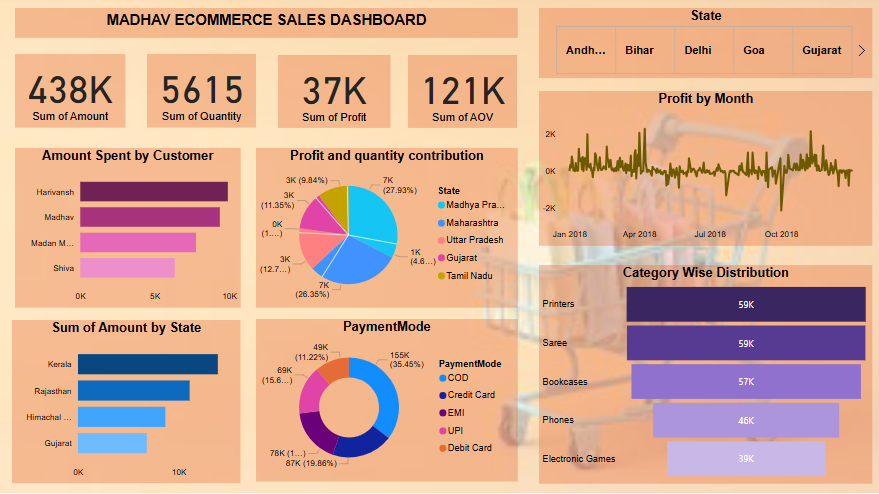 MADHAV ECOMMERCE SALES DASHBOARD
State
Andh... Bihar Delhi Goa Gujarat
438K
Sum of Amount
5615
Sum of Quantity
37K
Sum of Profit
121K
Sum of AOV
Profit by Month
2K
0K
-2K
Jan 2018 Apr 2018 Jul 2018 Oct 2018
Amount Spent by Customer
Harivansh
Madhav
Madan M...
Shiva
0K 5K 10K
Profit and quantity contribution
3K (9.84%)
7K
(27.93%)
3K
(11.35%)
0K
(1....)
3K
(12.7...)
7K
(26.35%)
1K
(4.6...)
State
Madhya Pra...
Maharashtra
Uttar Pradesh
Gujarat
Tamil Nadu
Category Wise Distribution
Printers 59K
Saree 59K
Bookcases 57K
Phones 46K
Electronic Games 39K
Sum of Amount by State
Kerala
Rajasthan
Himachal ...
Gujarat
0K 10K
PaymentMode
49K
(11.22%)
155K
(35.45%)
69K
(15.6...)
78K (1...)
87K (19.86%)
PaymentMode
COD
Credit Card
EMI
UPI
Debit Card